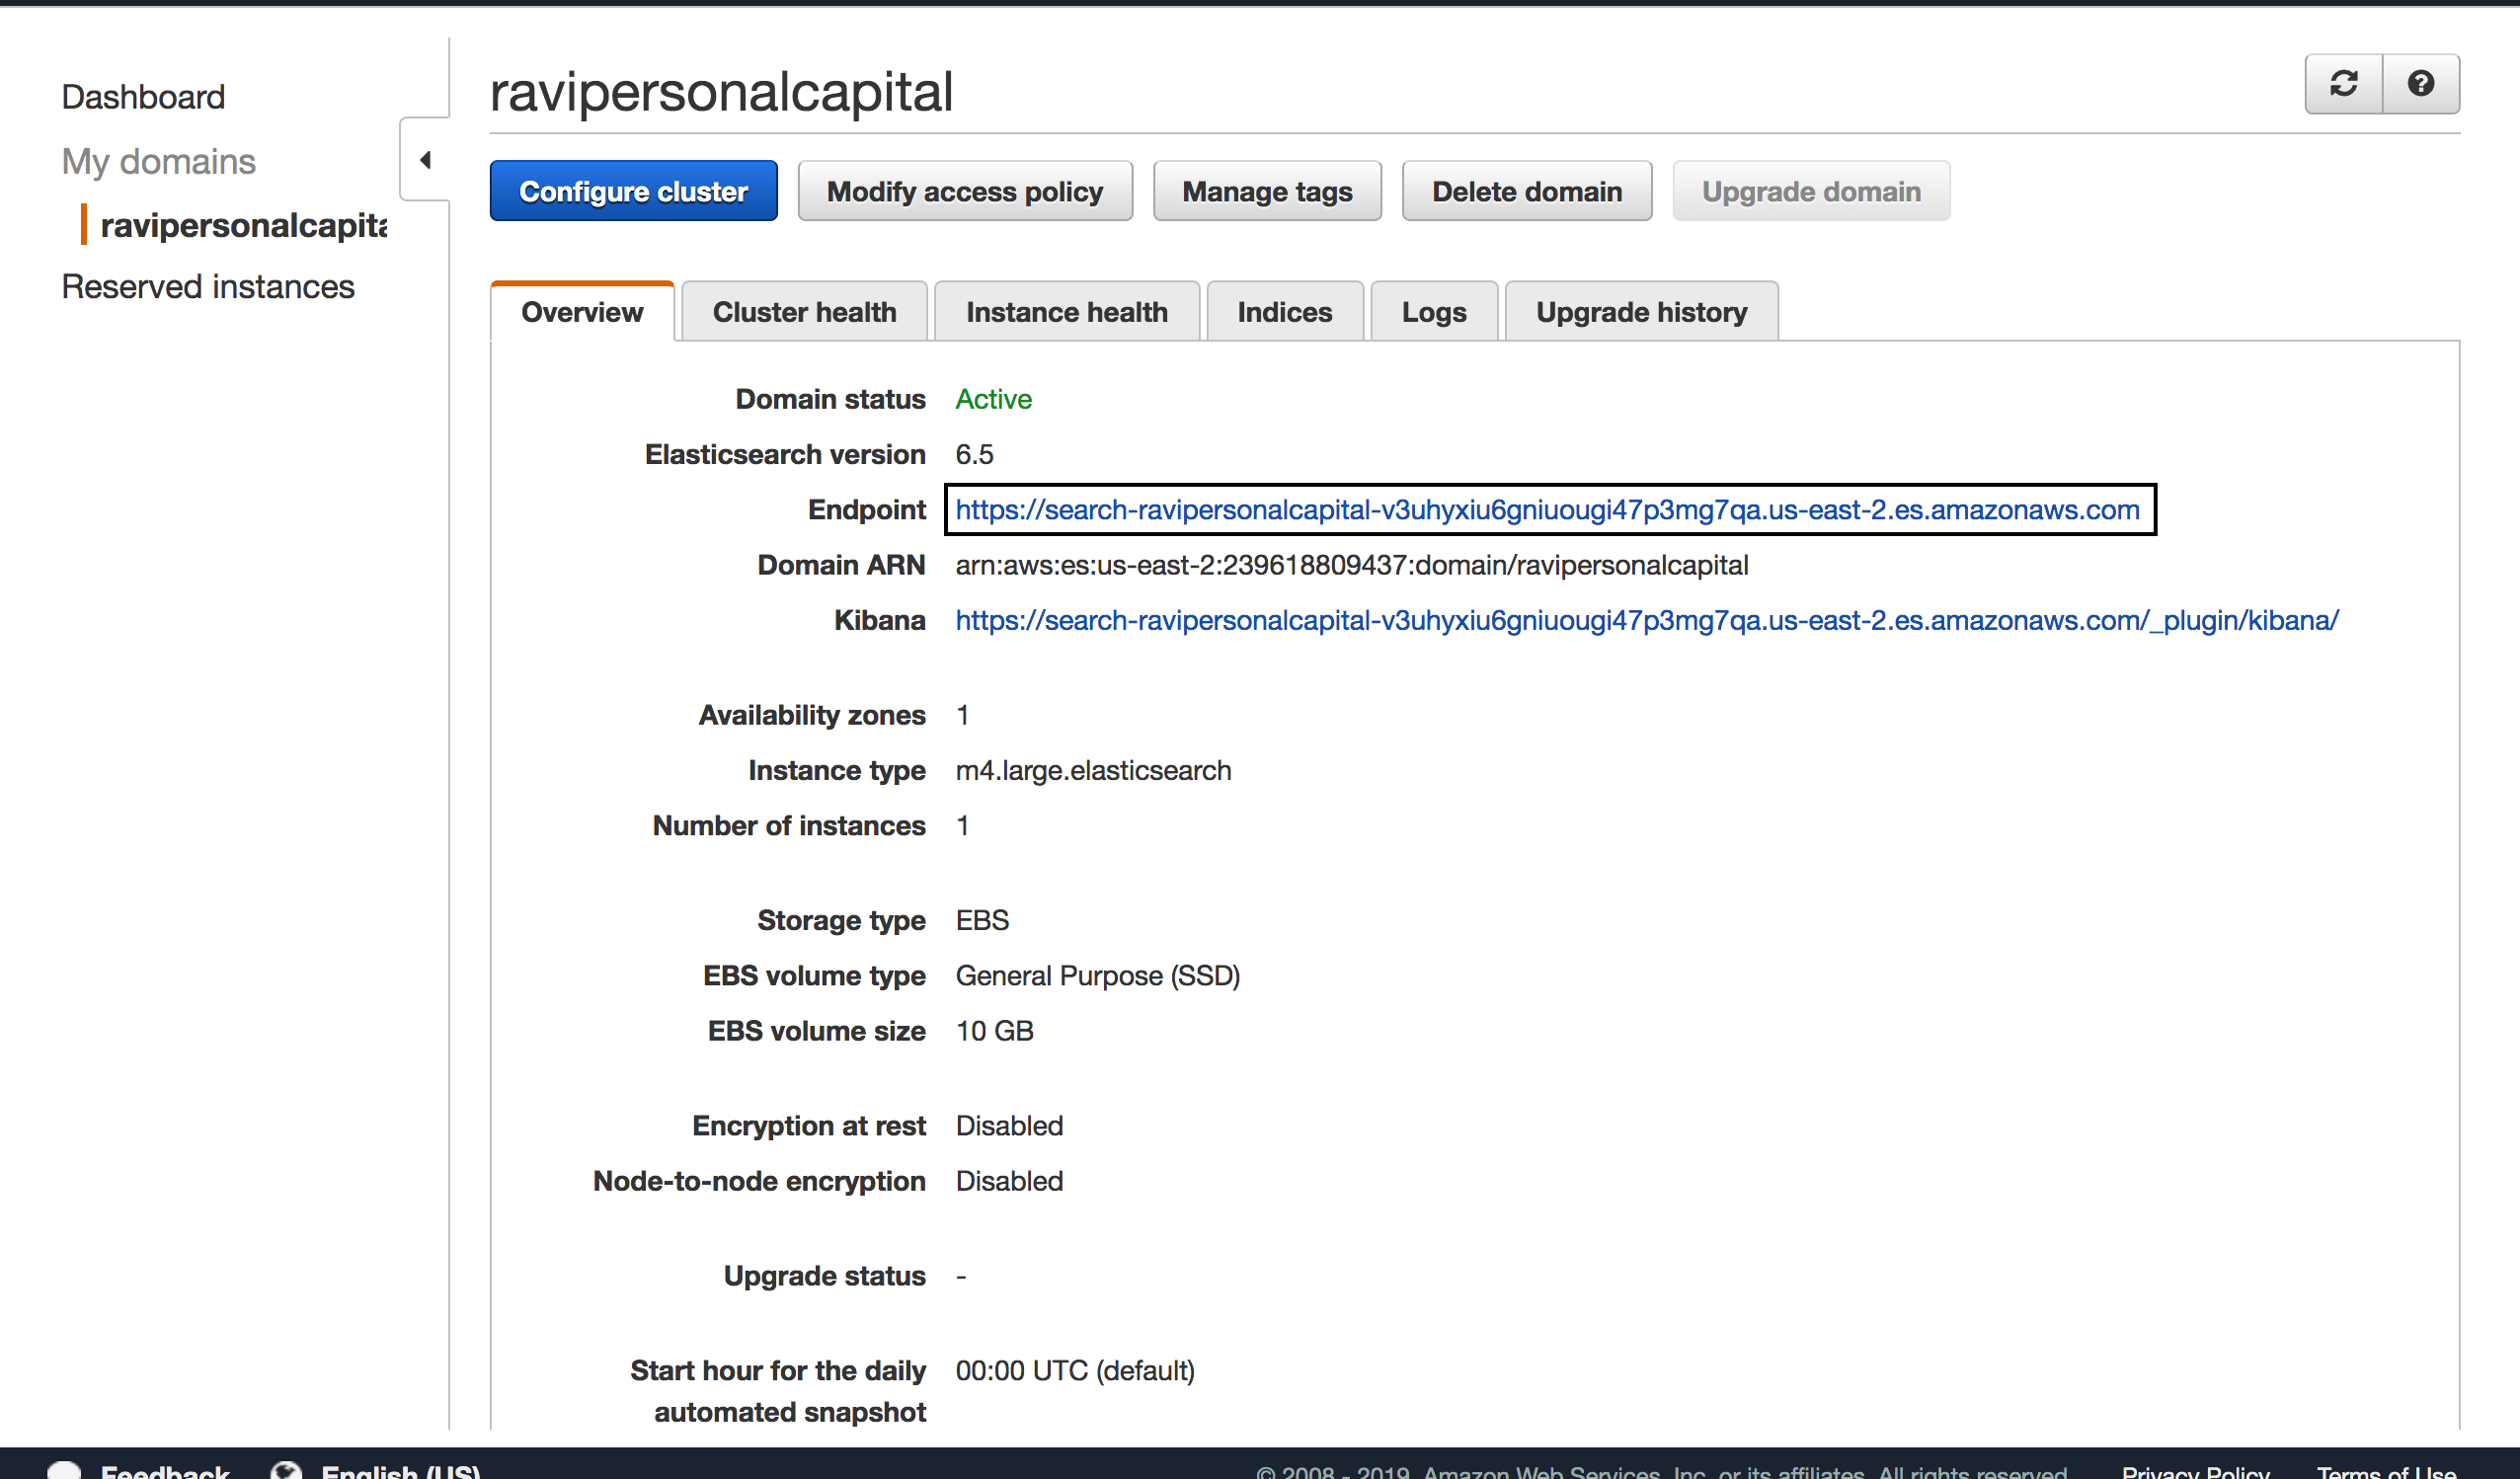 Dashboard
My domains
ravipersonalcapita
Reserved instances
ravipersonalcapital
Configure cluster Modify access policy Manage tags Delete domain Upgrade domain
Overview Cluster health Instance health Indices Logs Upgrade history
Domain status Active
Elasticsearch version 6.5
Endpoint https://search-ravipersonalcapital-v3uhyxiu6gniuougi47p3mg7qa.us-east-2.es.amazonaws.com
Domain ARN arn:aws:es:us-east-2:239618809437:domain/ravipersonalcapital
Kibana https://search-ravipersonalcapital-v3uhyxiu6gniuougi47p3mg7qa.us-east-2.es.amazonaws.com/_plugin/kibana/
Availability zones 1
Instance type m4.large.elasticsearch
Number of instances 1
Storage type EBS
EBS volume type General Purpose (SSD)
EBS volume size 10 GB
Encryption at rest Disabled
Node-to-node encryption Disabled
Upgrade status -
Start hour for the daily 00:00 UTC (default)
automated snapshot
Feedback English (US) © 2008 - 2019, Amazon Web Services, Inc. or its affiliates. All rights reserved. Privacy Policy Terms of Use